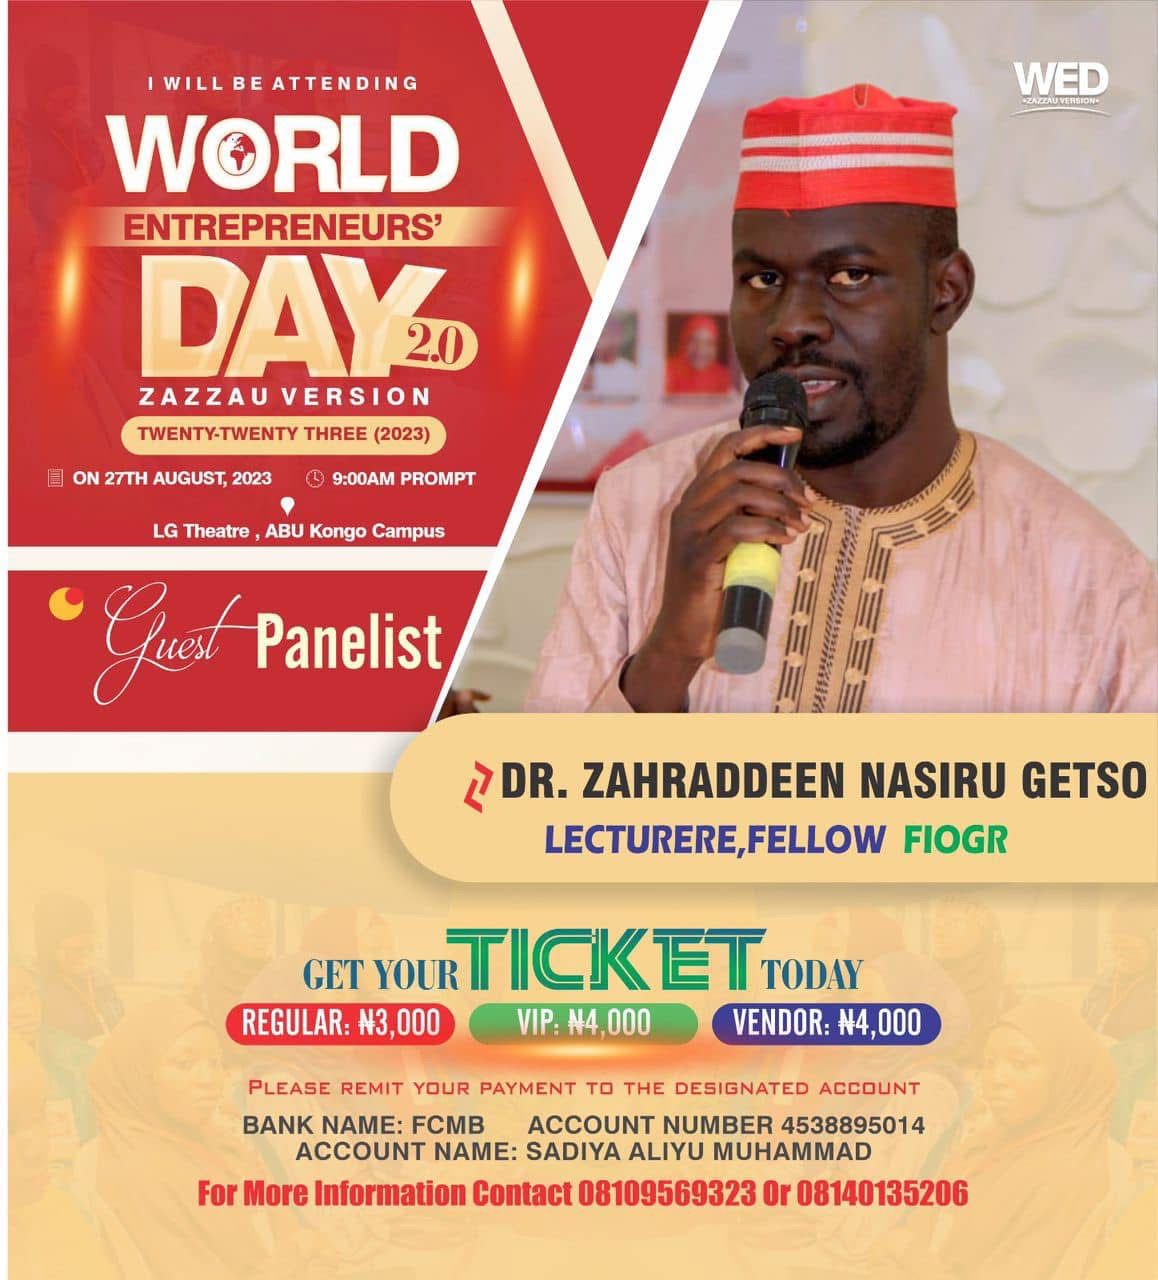 I WILL BE ATTENDING
WORLD
ENTREPRENEURS’
DAY
2.0
ZAZZAU VERSION
TWENTY-TWENTY THREE (2023)
ON 27TH AUGUST, 2023 9:00AM PROMPT
LG Theatre , ABU Kongo Campus
Guest Panelist
WED
•ZAZZAU VERSION•
DR. ZAHRADDEEN NASIRU GETSO
LECTURERE,FELLOW FIOGR
GET YOUR TICKET TODAY
REGULAR: ₦3,000 VIP: ₦4,000 VENDOR: ₦4,000
PLEASE REMIT YOUR PAYMENT TO THE DESIGNATED ACCOUNT
BANK NAME: FCMB ACCOUNT NUMBER 4538895014
ACCOUNT NAME: SADIYA ALIYU MUHAMMAD
For More Information Contact 08109569323 Or 08140135206